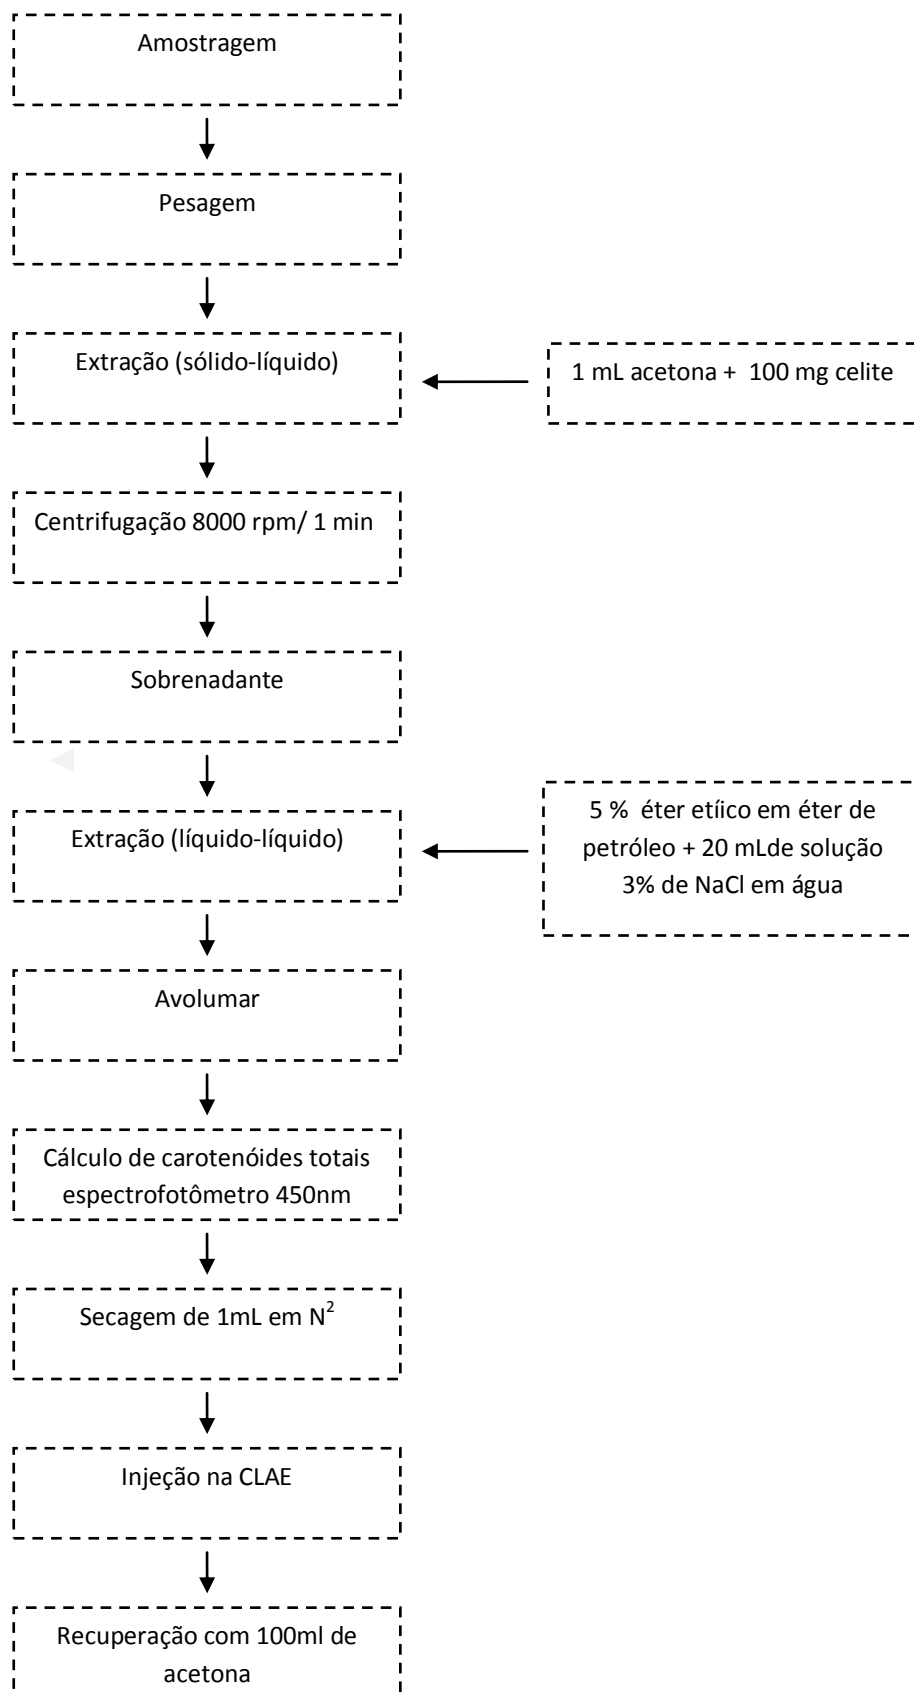 Amostragem
Pesagem
Extração (sólido-líquido)
1 mL acetona + 100 mg celite
Centrifugação 8000 rpm/ 1 min
Sobrenadante
Extração (líquido-líquido)
5 % éter etíico em éter de
petróleo + 20 mLde solução
3% de NaCl em água
Avolumar
Cálculo de carotenóides totais
espectrofotômetro 450nm
Secagem de 1mL em N²
Injeção na CLAE
Recuperação com 100ml de
acetona